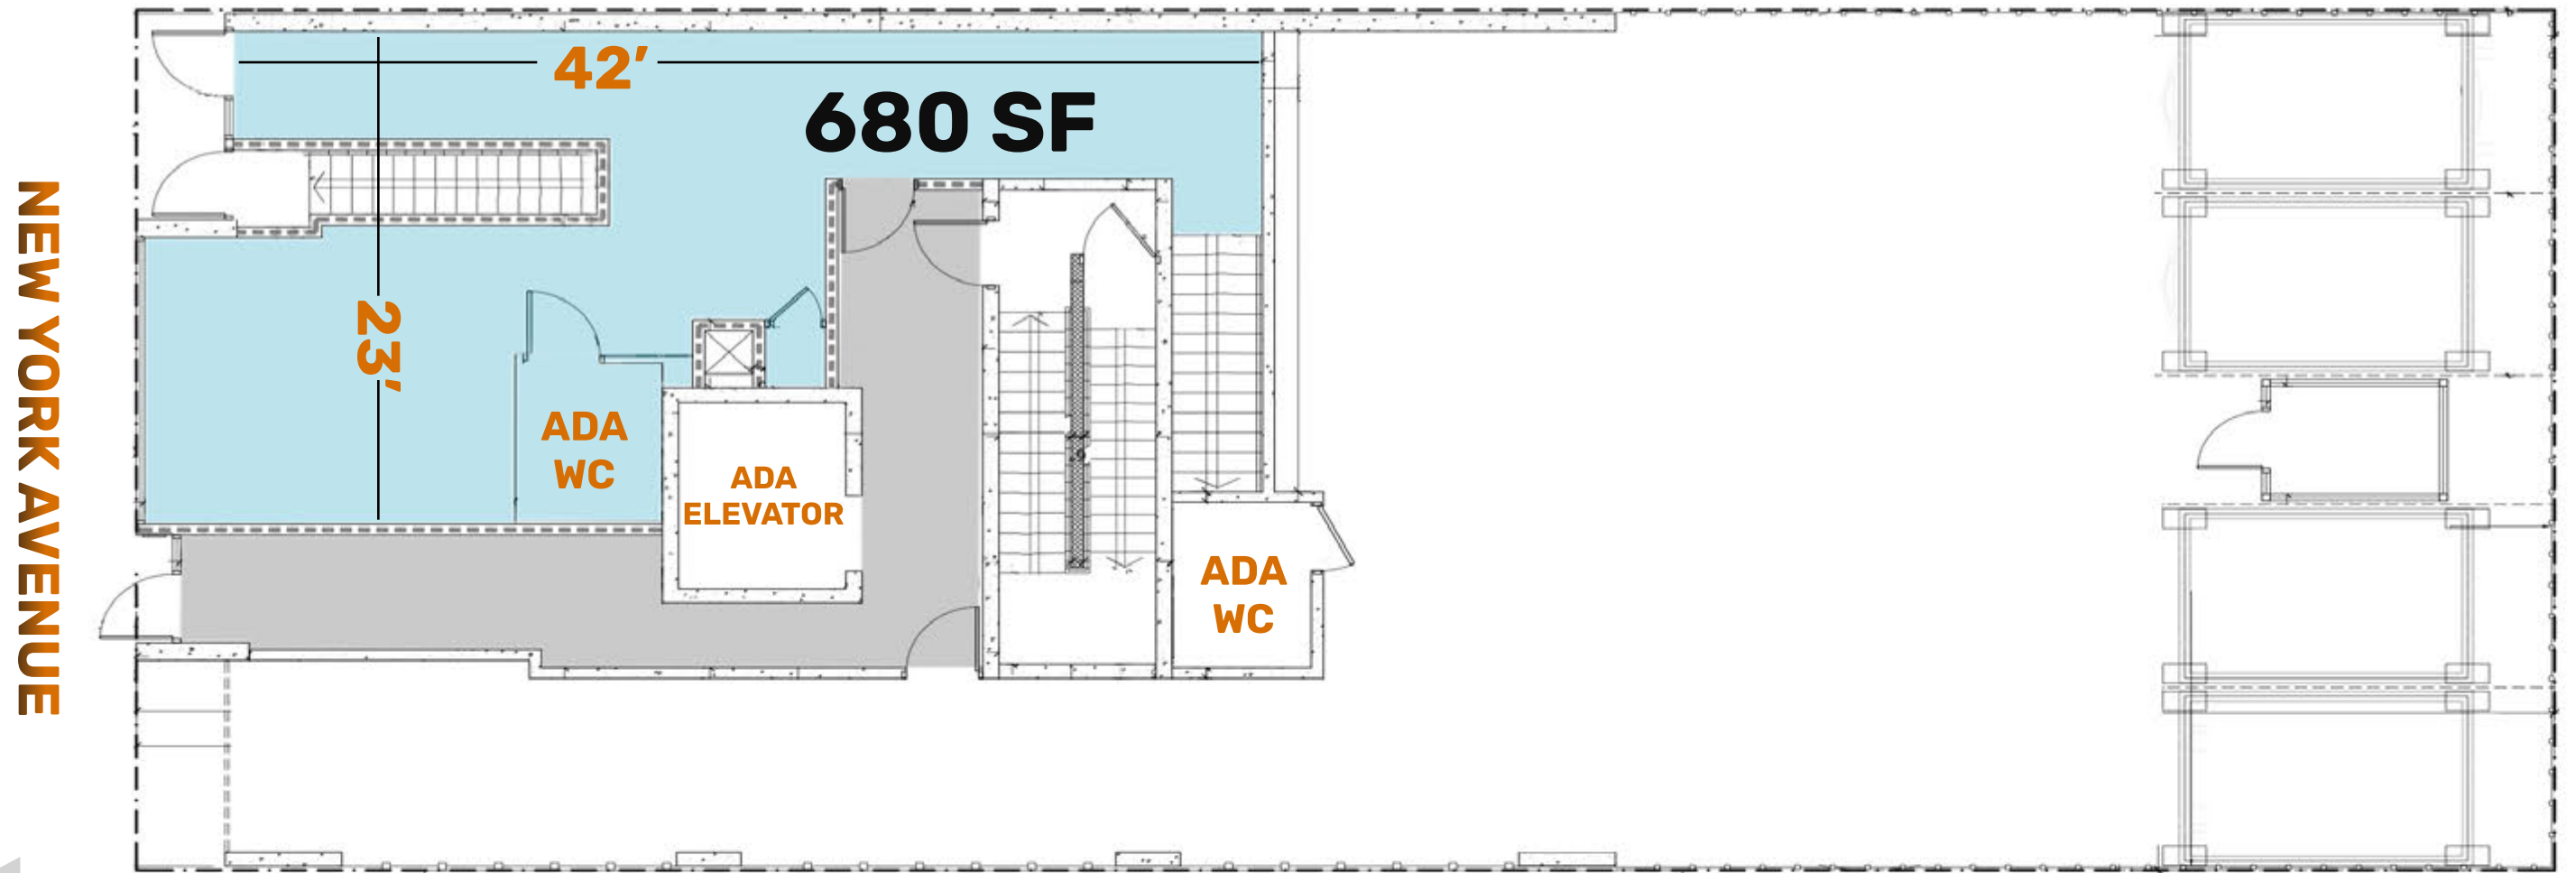 NEW YORK AVENUE
42’
680 SF
23’
ADA
WC
ADA
ELEVATOR
ADA
WC